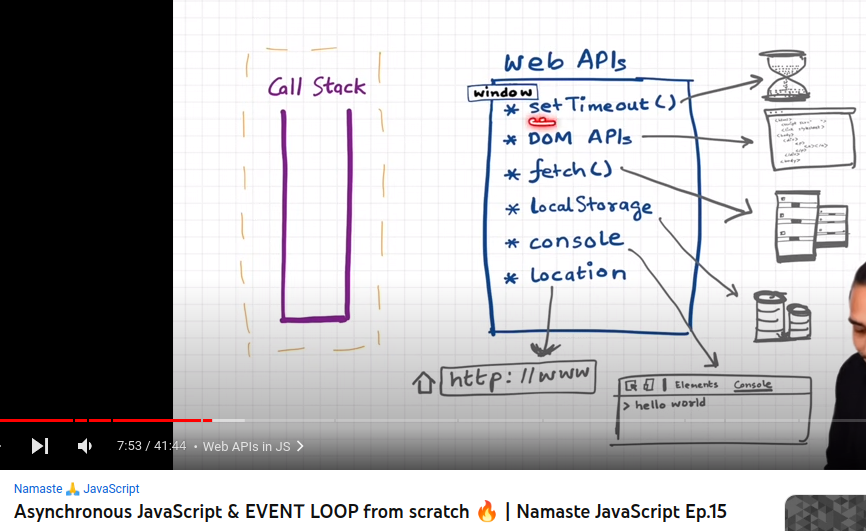 Web APIs
Call Stack
window
* setTimeout()
* DOM APIs
* fetch()
* localStorage
* console
* Location
http://www
Elements Console
> hello world
7:53 / 41:44 • Web APIs in JS >
Namaste 🙏 JavaScript
Asynchronous JavaScript & EVENT LOOP from scratch 🔥 | Namaste JavaScript Ep.15